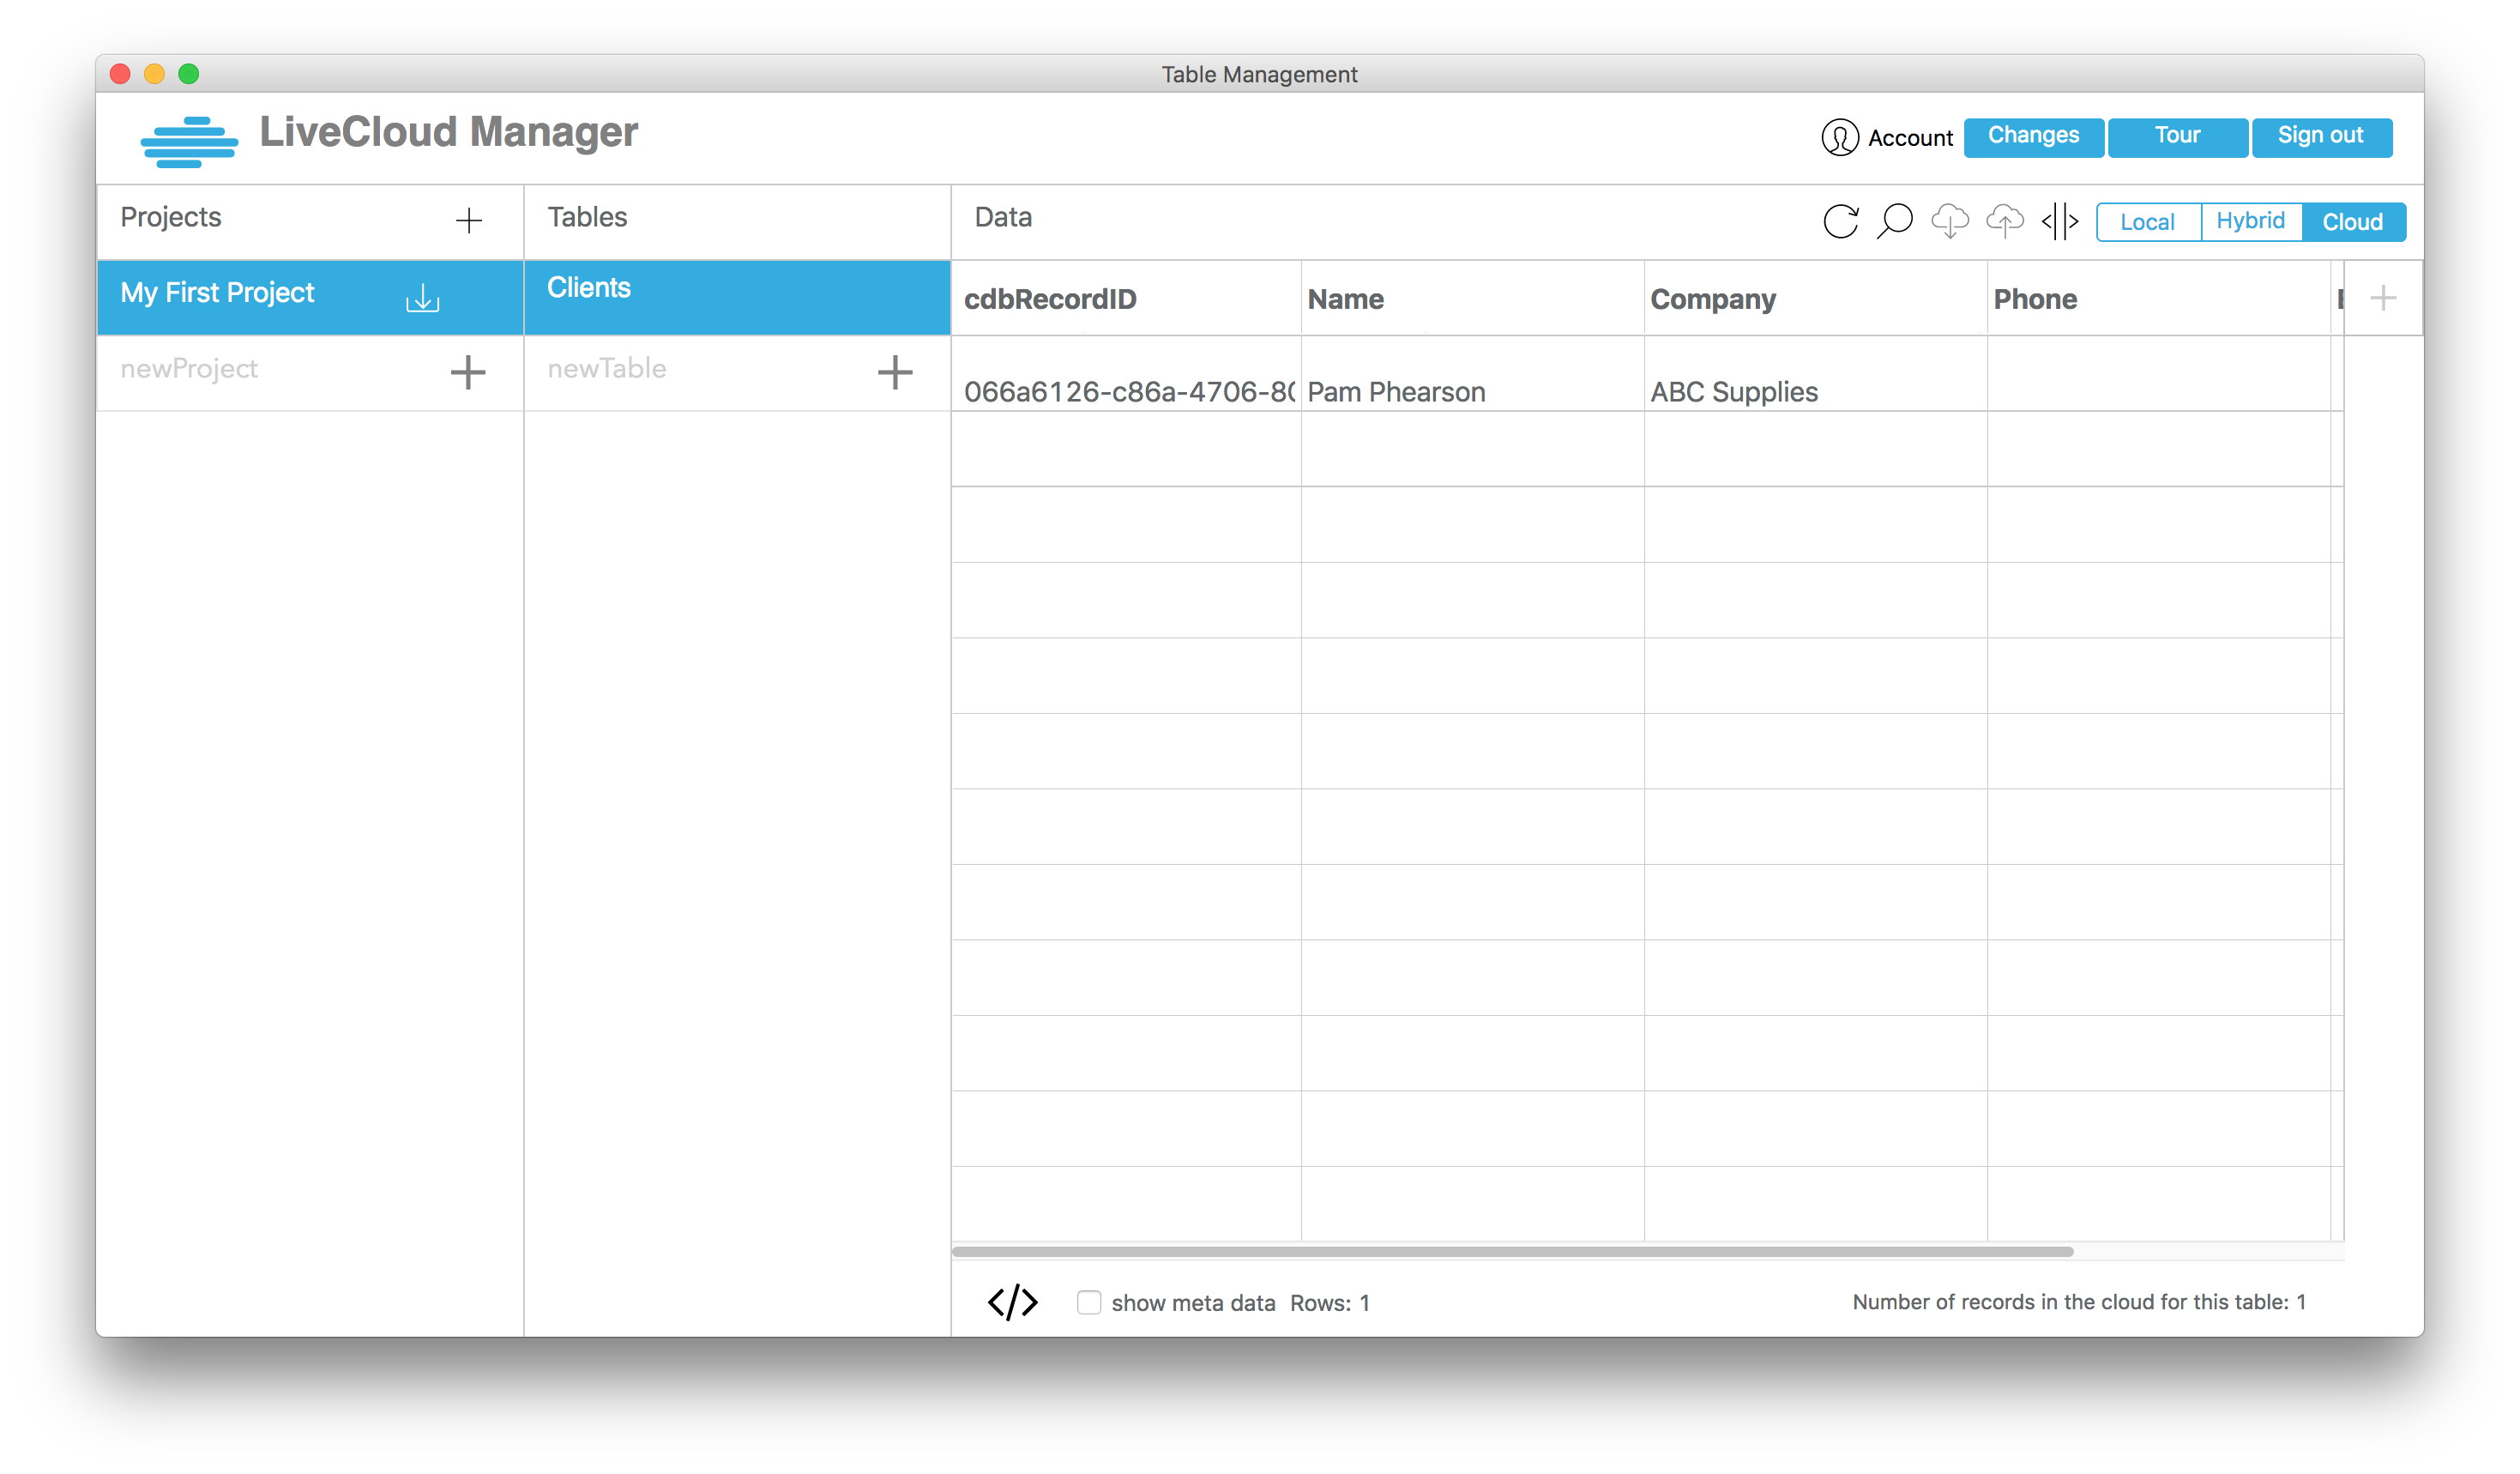 Table Management
LiveCloud Manager
Account
Changes
Tour
Sign out
Projects
Tables
Data
Local
Hybrid
Cloud
My First Project
Clients
cdbRecordID
Name
Company
Phone
newProject
newTable
066a6126-c86a-4706-80
Pam Phearson
ABC Supplies
show meta data
Rows: 1
Number of records in the cloud for this table: 1